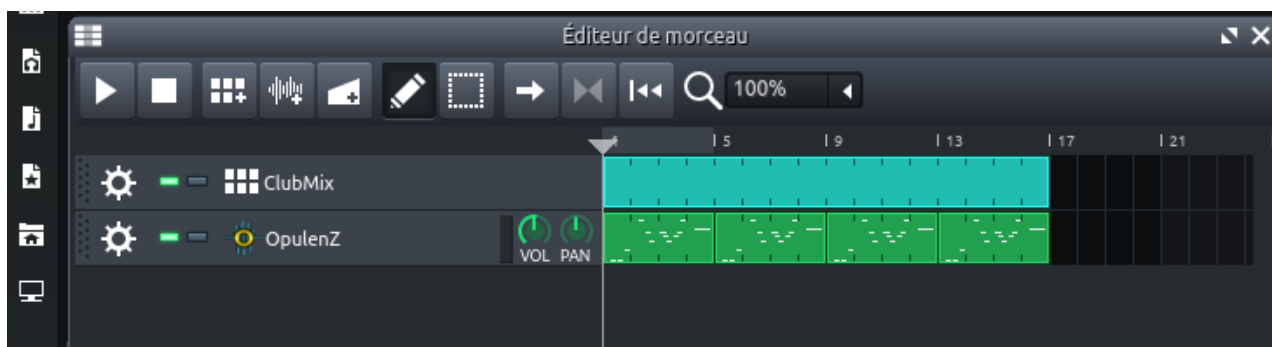 Éditeur de morceau
100%
5 9 13 17 21
ClubMix
OpulenZ
VOL PAN